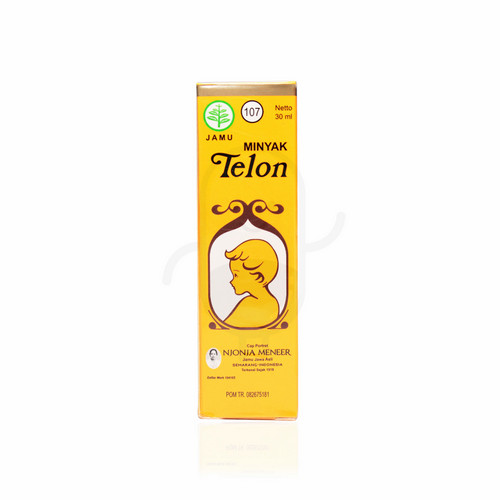 JAMU
107
Netto
30 ml
MINYAK
Telon
Cap Portret
NJONJA MENEER
Jamu Jawa Asli
SEMARANG-INDONESIA
Terkenal Sejak 1919
POM TR. 082675181